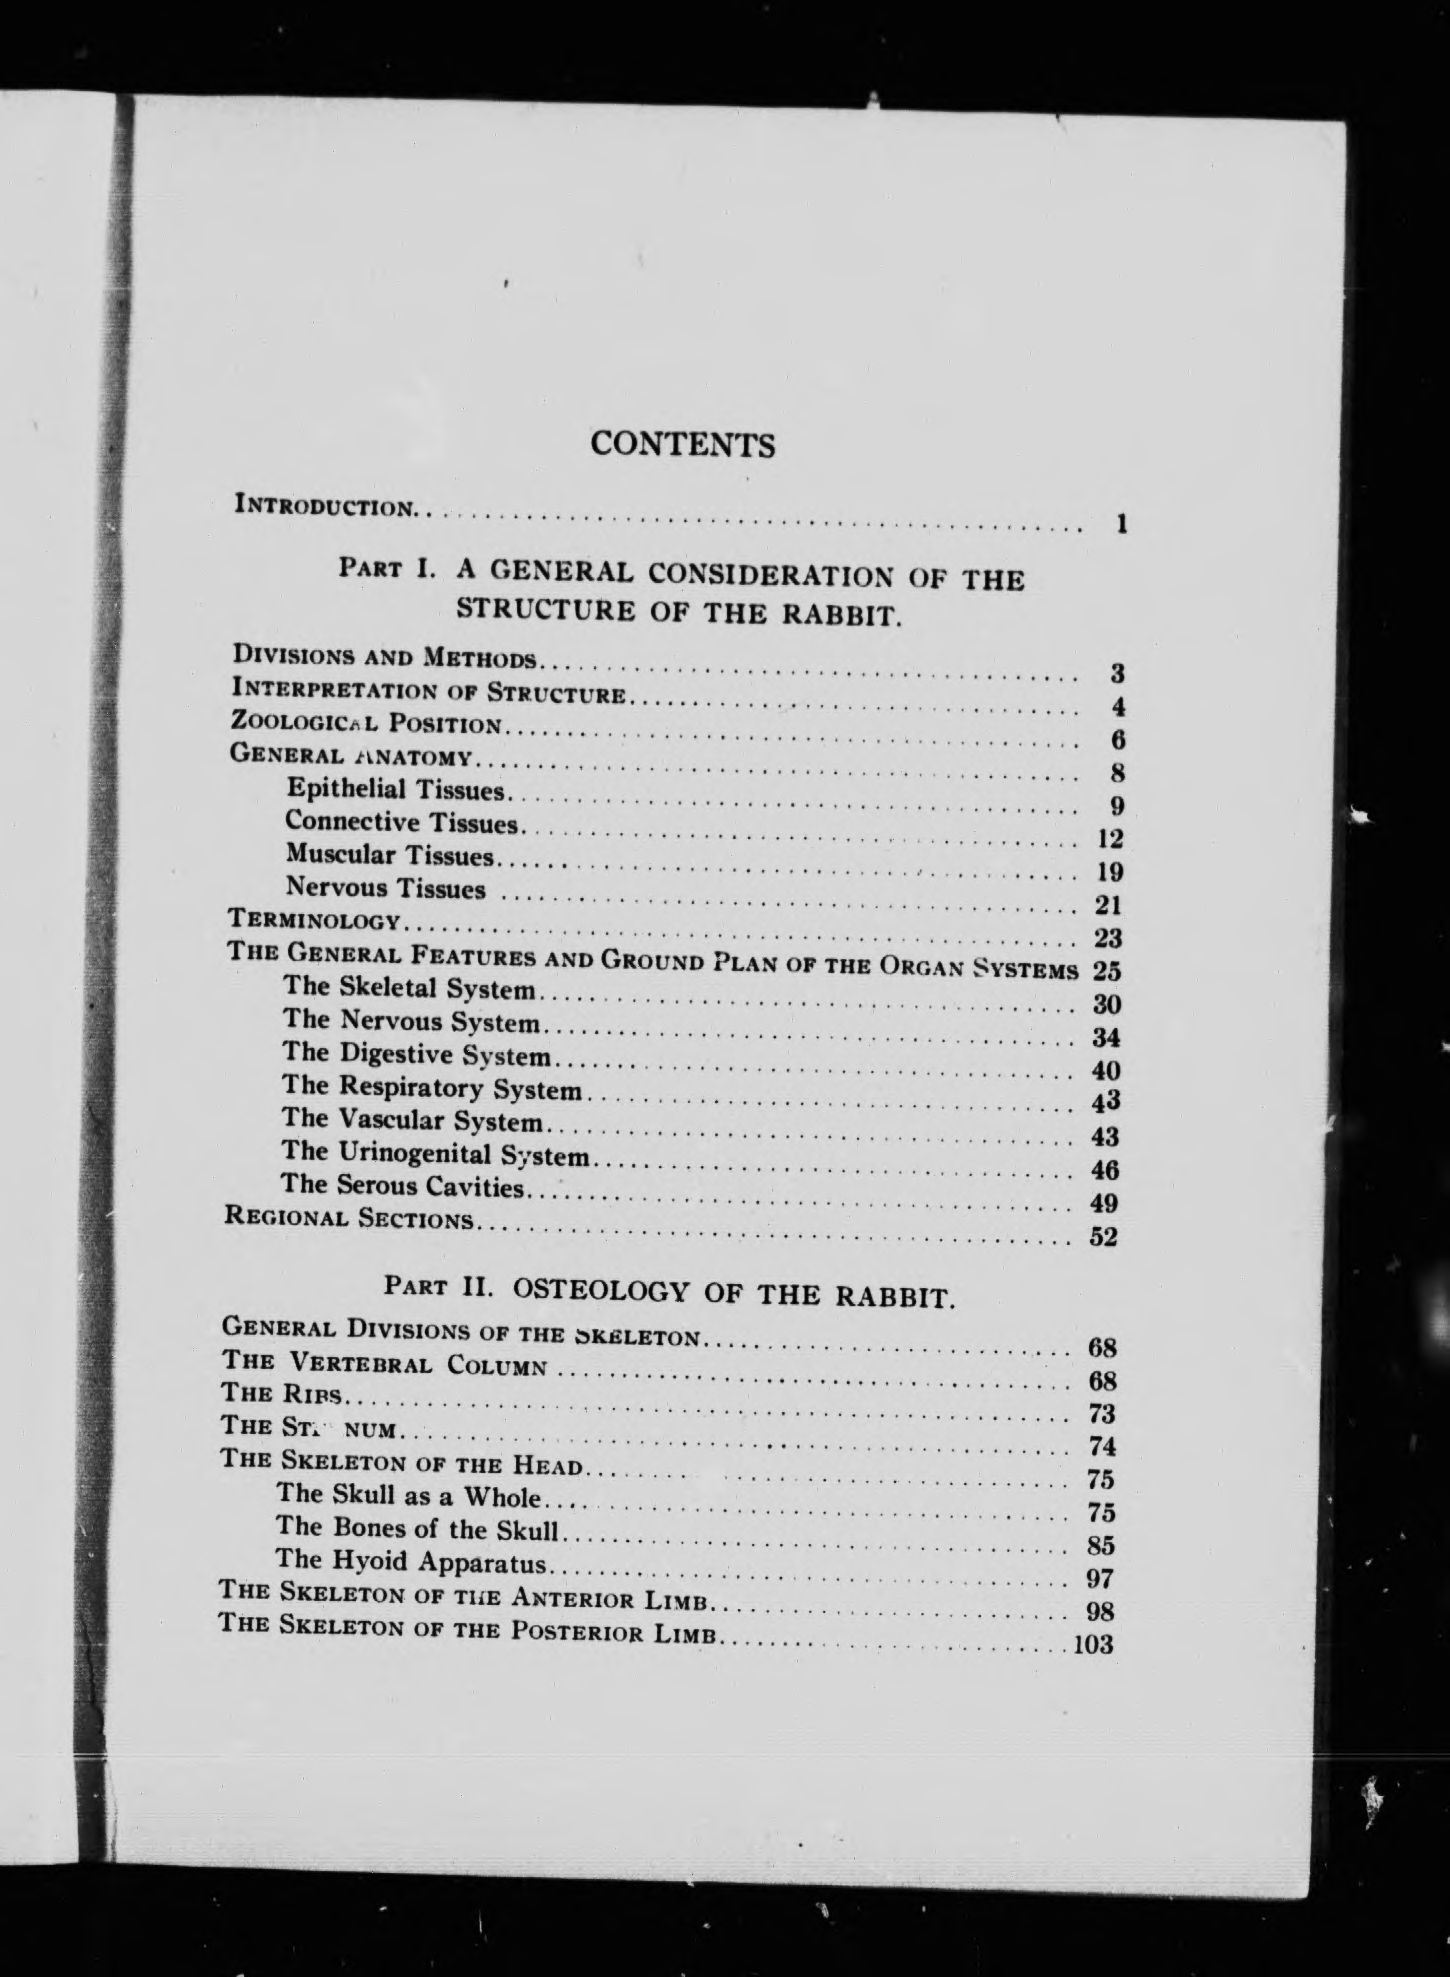 CONTENTS
INTRODUCTION 1
PART I. A GENERAL CONSIDERATION OF THE
STRUCTURE OF THE RABBIT.
DIVISIONS AND METHODS 3
INTERPRETATION OF STRUCTURE 4
ZOOLOGICAL POSITION 6
GENERAL ANATOMY 8
Epithelial Tissues 9
Connective Tissues 12
Muscular Tissues 19
Nervous Tissues 21
TERMINOLOGY 23
THE GENERAL FEATURES AND GROUND PLAN OF THE ORGAN SYSTEMS 25
The Skeletal System 30
The Nervous System 34
The Digestive System 40
The Respiratory System 43
The Vascular System 43
The Urinogenital System 46
The Serous Cavities 49
REGIONAL SECTIONS 52
PART II. OSTEOLOGY OF THE RABBIT.
GENERAL DIVISIONS OF THE SKELETON 68
THE VERTEBRAL COLUMN 68
THE RIBS 73
THE 74
THE SKELETON OF THE HEAD 75
The Skull as a Whole 75
The Bones of the Skull 85
The Hyoid Apparatus 97
THE SKELETON OF THE ANTERIOR LIMB 98
THE SKELETON OF THE POSTERIOR LIMB 103